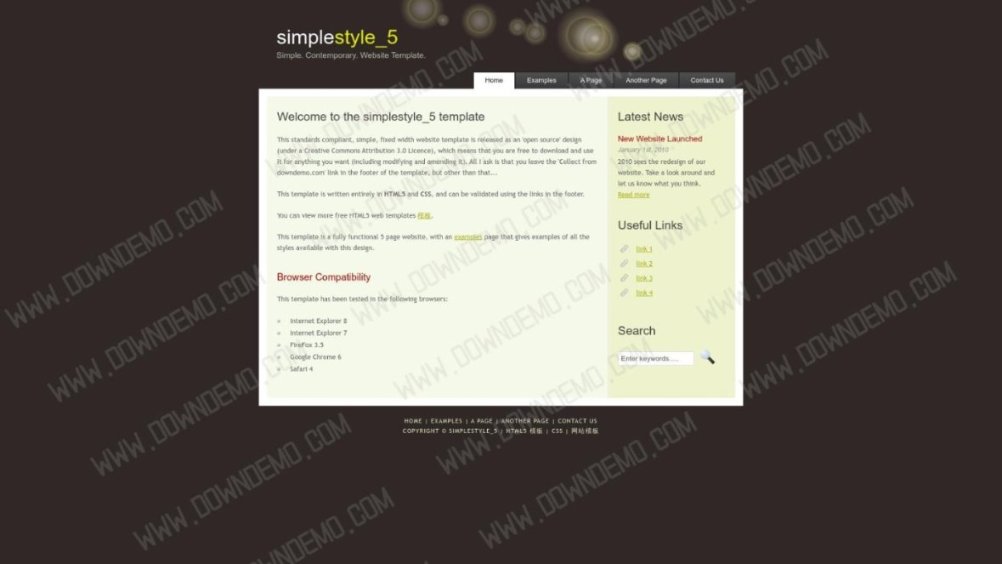 simplestyle_5
Simple. Contemporary. Website Template.
Home Examples A Page Another Page Contact Us
Welcome to the simplestyle_5 template
This standards compliant, simple, fixed width website template is released as an 'open source' design
(under a Creative Commons Attribution 3.0 Licence), which means that you are free to download and use
it for anything you want (including modifying and amending it). All I ask is that you leave the 'Collect from
downdemo.com' link in the footer of the template, but other than that...
This template is written entirely in HTML5 and CSS, and can be validated using the links in the footer.
You can view more free HTML5 web templates 模板.
This template is a fully functional 5 page website, with an examples page that gives examples of all the
styles available with this design.
Browser Compatibility
This template has been tested in the following browsers:
Internet Explorer 8
Internet Explorer 7
FireFox 3.5
Google Chrome 6
Safari 4
Latest News
New Website Launched
January 1st, 2010
2010 sees the redesign of our
website. Take a look around and
let us know what you think.
Read more
Useful Links
link 1
link 2
link 3
link 4
Search
Enter keywords.....
HOME | EXAMPLES | A PAGE | ANOTHER PAGE | CONTACT US
COPYRIGHT © SIMPLESTYLE_5 | HTML5 模板 | CSS | 网站模板
WWW.DOWNDEMO.COM